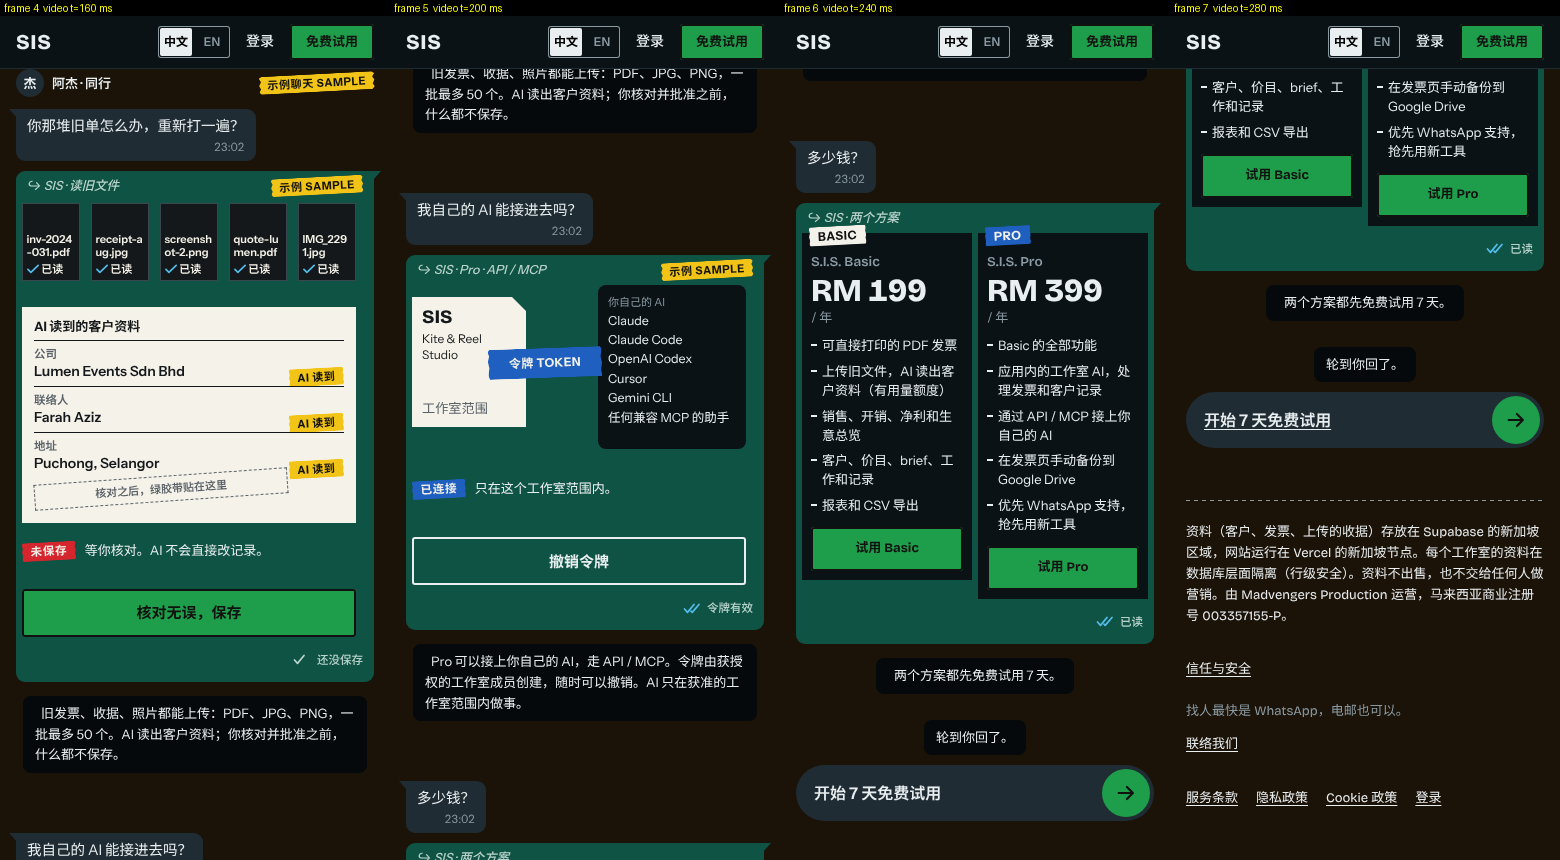 frame 4 video t=160 ms
SIS
中文
EN
登录
免费试用
杰
阿杰·同行
示例聊天 SAMPLE
你那堆旧单怎么办，重新打一遍？
23:02
↪ SIS·读旧文件
示例 SAMPLE
inv-2024
-031.pdf
已读
receipt-a
ug.jpg
已读
screensh
ot-2.png
已读
quote-lu
men.pdf
已读
IMG_229
1.jpg
已读
AI 读到的客户资料
公司
Lumen Events Sdn Bhd
AI 读到
联络人
Farah Aziz
AI 读到
地址
Puchong, Selangor
AI 读到
核对之后，绿胶带贴在这里
未保存
等你核对。AI 不会直接改记录。
核对无误，保存
还没保存
旧发票、收据、照片都能上传：PDF、JPG、PNG，一
批最多 50 个。AI 读出客户资料；你核对并批准之前，
什么都不保存。
我自己的 AI 能接进去吗？
frame 5 video t=200 ms
SIS
中文
EN
登录
免费试用
旧发票、收据、照片都能上传：PDF、JPG、PNG，一
批最多 50 个。AI 读出客户资料；你核对并批准之前，
什么都不保存。
我自己的 AI 能接进去吗？
23:02
↪ SIS·Pro·API / MCP
示例 SAMPLE
SIS
Kite & Reel
Studio
工作室范围
令牌 TOKEN
你自己的 AI
Claude
Claude Code
OpenAI Codex
Cursor
Gemini CLI
任何兼容 MCP 的助手
已连接
只在这个工作室范围内。
撤销令牌
令牌有效
Pro 可以接上你自己的 AI，走 API / MCP。令牌由获授
权的工作室成员创建，随时可以撤销。AI 只在获准的工
作室范围内做事。
多少钱？
23:02
↪ SIS·两个方案
frame 6 video t=240 ms
SIS
中文
EN
登录
免费试用
多少钱？
23:02
↪ SIS·两个方案
BASIC
S.I.S. Basic
RM 199
/ 年
可直接打印的 PDF 发票
上传旧文件，AI 读出客
户资料（有用量额度）
销售、开销、净利和生
意总览
客户、价目、brief、工
作和记录
报表和 CSV 导出
试用 Basic
PRO
S.I.S. Pro
RM 399
/ 年
Basic 的全部功能
应用内的工作室 AI，处
理发票和客户记录
通过 API / MCP 接上你
自己的 AI
在发票页手动备份到
Google Drive
优先 WhatsApp 支持，
抢先用新工具
试用 Pro
已读
两个方案都先免费试用 7 天。
轮到你回了。
开始 7 天免费试用
frame 7 video t=280 ms
SIS
中文
EN
登录
免费试用
客户、价目、brief、工
作和记录
报表和 CSV 导出
试用 Basic
在发票页手动备份到
Google Drive
优先 WhatsApp 支持，
抢先用新工具
试用 Pro
已读
两个方案都先免费试用 7 天。
轮到你回了。
开始 7 天免费试用
资料（客户、发票、上传的收据）存放在 Supabase 的新加坡
区域，网站运行在 Vercel 的新加坡节点。每个工作室的资料在
数据库层面隔离（行级安全）。资料不出售，也不交给任何人做
营销。由 Madvengers Production 运营，马来西亚商业注册
号 003357155-P。
信任与安全
找人最快是 WhatsApp，电邮也可以。
联络我们
服务条款
隐私政策
Cookie 政策
登录